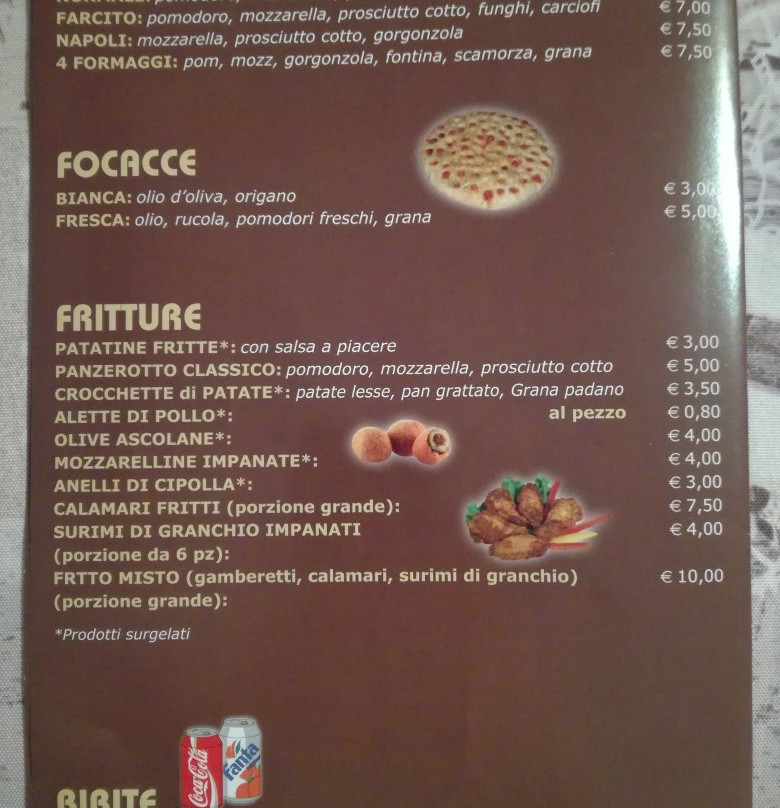 FARCITO: pomodoro, mozzarella, prosciutto cotto, funghi, carciofi € 7,00
NAPOLI: mozzarella, prosciutto cotto, gorgonzola € 7,50
4 FORMAGGI: pom, mozz, gorgonzola, fontina, scamorza, grana € 7,50
FOCACCE
BIANCA: olio d'oliva, origano € 3,00
FRESCA: olio, rucola, pomodori freschi, grana € 5,00
FRITTURE
PATATINE FRITTE*: con salsa a piacere € 3,00
PANZEROTTO CLASSICO: pomodoro, mozzarella, prosciutto cotto € 5,00
CROCCHETTE di PATATE*: patate lesse, pan grattato, Grana padano € 3,50
ALETTE DI POLLO*: al pezzo € 0,80
OLIVE ASCOLANE*: € 4,00
MOZZARELLINE IMPANATE*: € 4,00
ANELLI DI CIPOLLA*: € 3,00
CALAMARI FRITTI (porzione grande): € 7,50
SURIMI DI GRANCHIO IMPANATI € 4,00
(porzione da 6 pz):
FRTTO MISTO (gamberetti, calamari, surimi di granchio) € 10,00
(porzione grande):
*Prodotti surgelati
Coca-Cola
Fanta
BIBITE